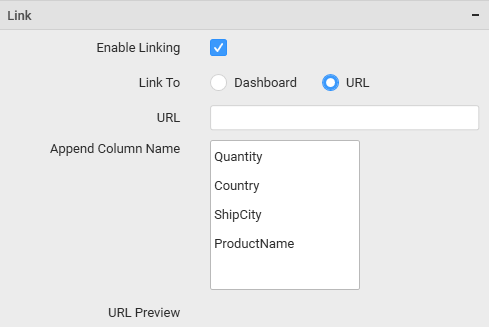 Link
Enable Linking
Link To Dashboard URL
URL
Append Column Name
Quantity
Country
ShipCity
ProductName
URL Preview